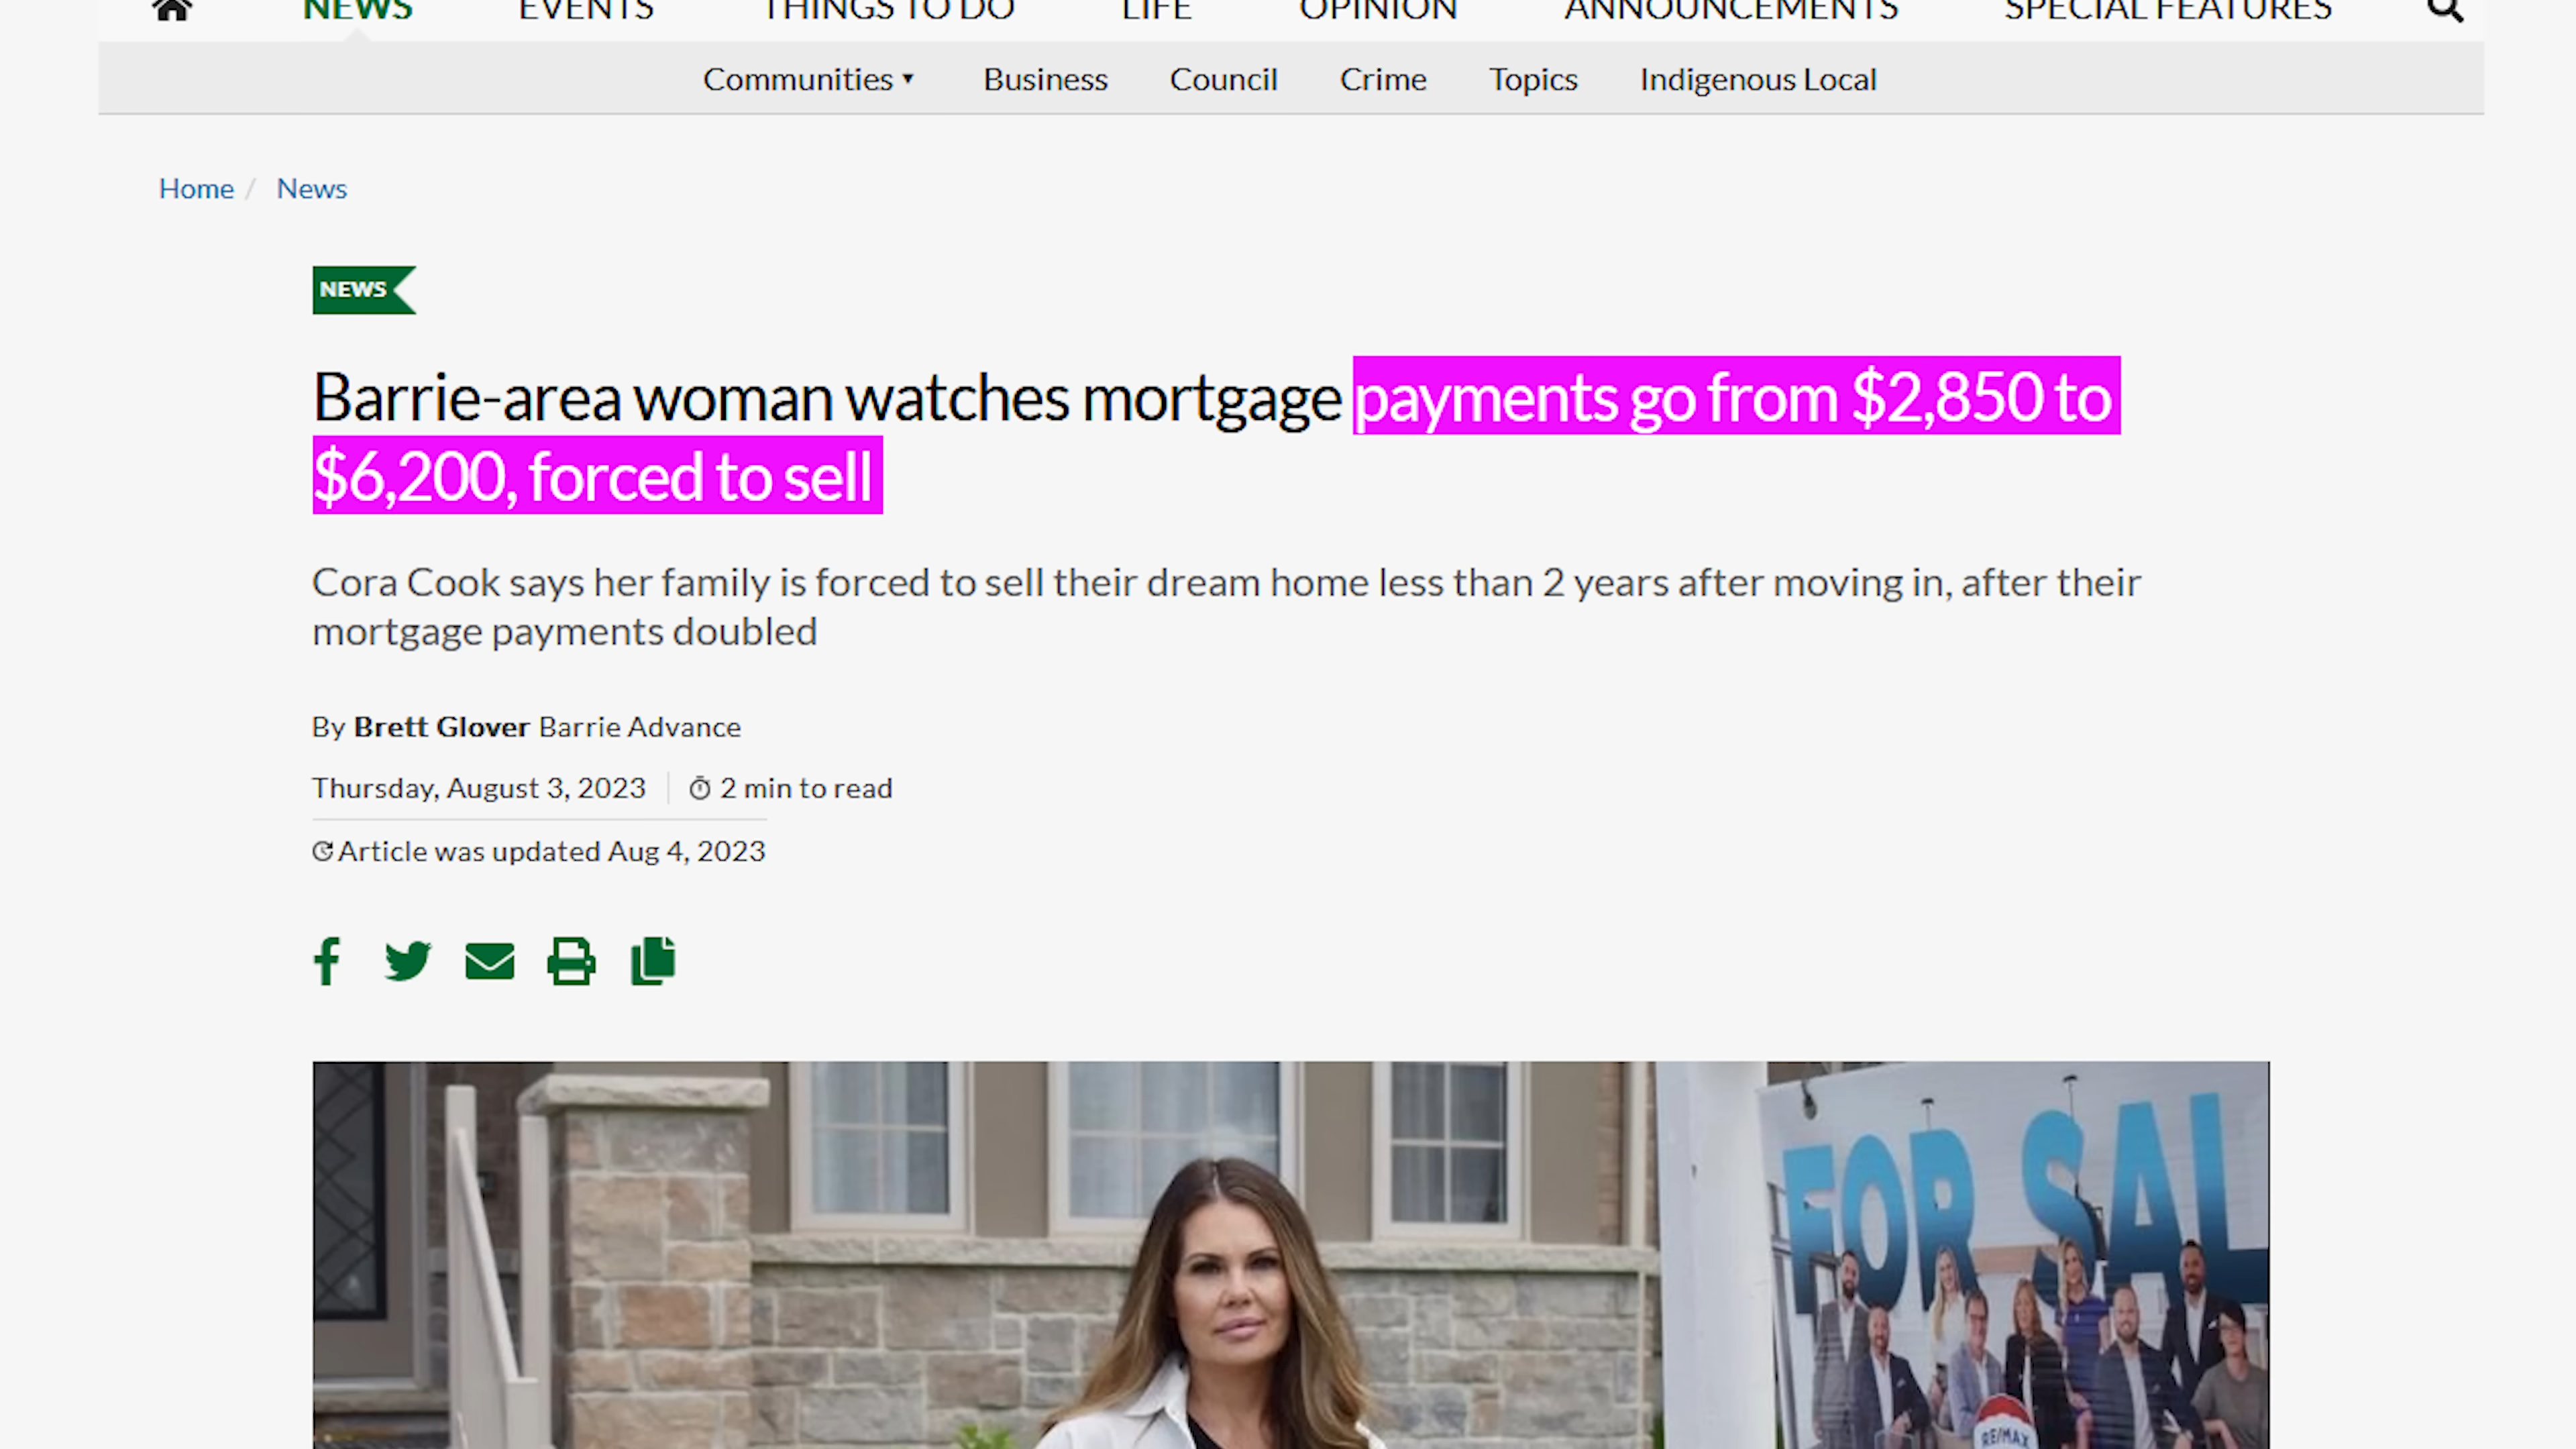 NEWS EVENTS THINGS TO DO LIFE OPINION ANNOUNCEMENTS SPECIAL FEATURES
Communities ▼ Business Council Crime Topics Indigenous Local
Home / News
NEWS
Barrie-area woman watches mortgage payments go from $2,850 to
$6,200, forced to sell
Cora Cook says her family is forced to sell their dream home less than 2 years after moving in, after their
mortgage payments doubled
By Brett Glover Barrie Advance
Thursday, August 3, 2023 2 min to read
Article was updated Aug 4, 2023
FOR SAL
RE/MAX